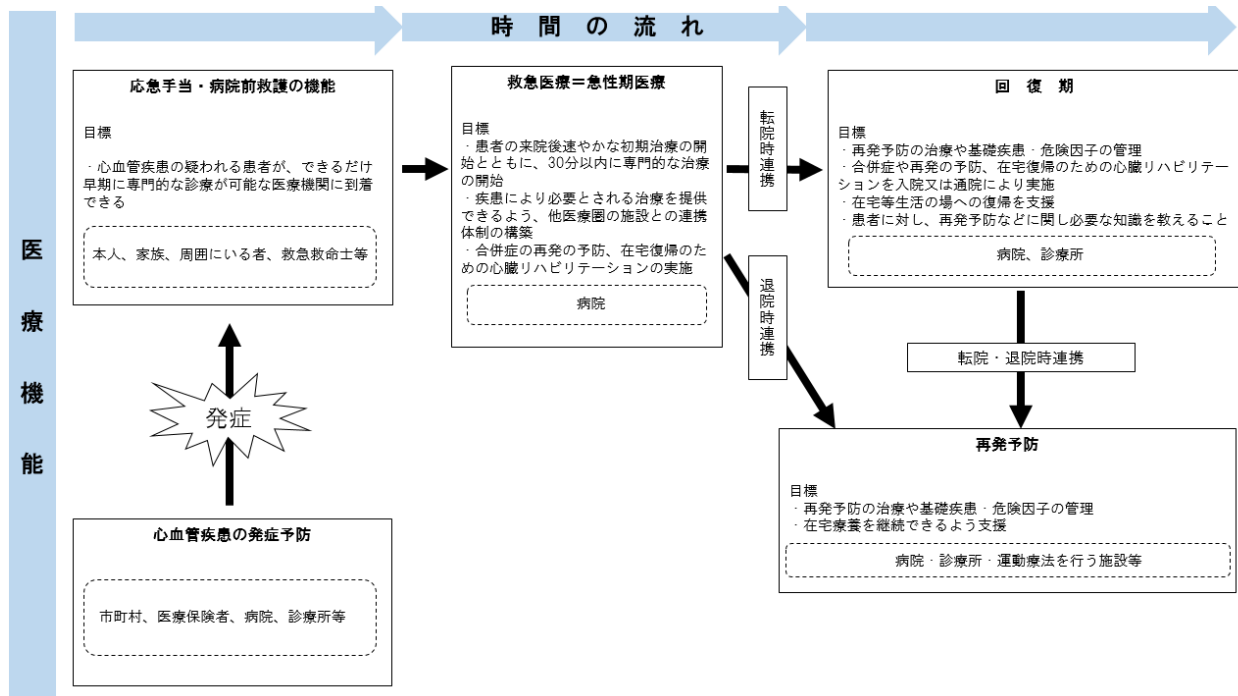 時間の流れ
医療機能
応急手当・病院前救護の機能
目標
・心血管疾患の疑われる患者が、できるだけ
早期に専門的な診療が可能な医療機関に到着
できる
本人、家族、周囲にいる者、救急救命士等
発症
心血管疾患の発症予防
市町村、医療保険者、病院、診療所等
救急医療＝急性期医療
目標
・患者の来院後速やかな初期治療の開
始とともに、30分以内に専門的な治療
の開始
・疾患により必要とされる治療を提供
できるよう、他医療圏の施設との連携
体制の構築
・合併症の再発の予防、在宅復帰のた
めの心臓リハビリテーションの実施
病院
転院時連携
退院時連携
回復期
目標
・再発予防の治療や基礎疾患・危険因子の管理
・合併症や再発の予防、在宅復帰のための心臓リハビリテー
ションを入院又は通院により実施
・在宅等生活の場への復帰を支援
・患者に対し、再発予防などに関し必要な知識を教えること
病院、診療所
転院・退院時連携
再発予防
目標
・再発予防の治療や基礎疾患・危険因子の管理
・在宅療養を継続できるよう支援
病院・診療所・運動療法を行う施設等